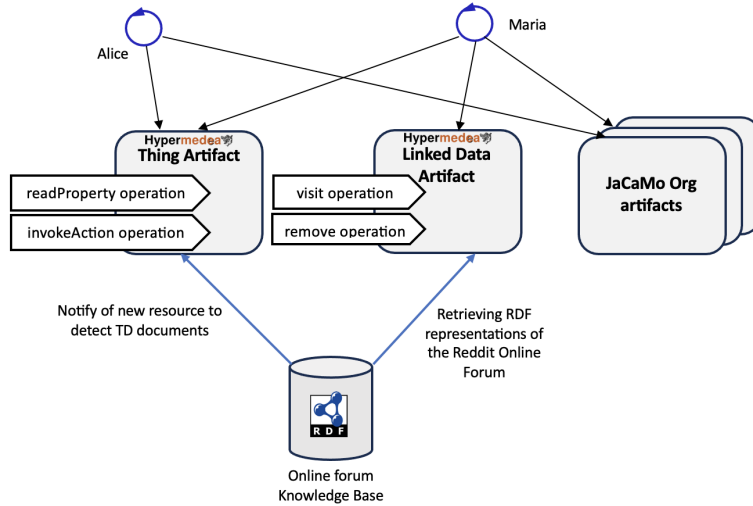 Alice
Maria
Hypermedea
Thing Artifact
readProperty operation
invokeAction operation
Hypermedea
Linked Data
Artifact
visit operation
remove operation
JaCaMo Org
artifacts
Notify of new resource to
detect TD documents
Retrieving RDF
representations of
the Reddit Online
Forum
RDF
Online forum
Knowledge Base